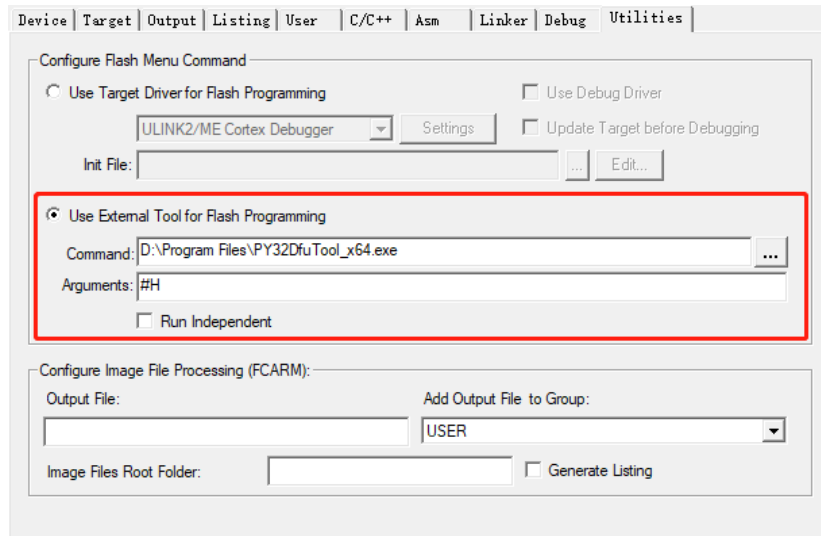 Device Target Output Listing User C/C++ Asm Linker Debug Utilities
Configure Flash Menu Command
Use Target Driver for Flash Programming Use Debug Driver
ULINK2/ME Cortex Debugger Settings Update Target before Debugging
Init File: ... Edit...
Use External Tool for Flash Programming
Command: D:\Program Files\PY32DfuTool_x64.exe ...
Arguments: #H
Run Independent
Configure Image File Processing (FCARM):
Output File: Add Output File to Group:
USER
Image Files Root Folder: Generate Listing